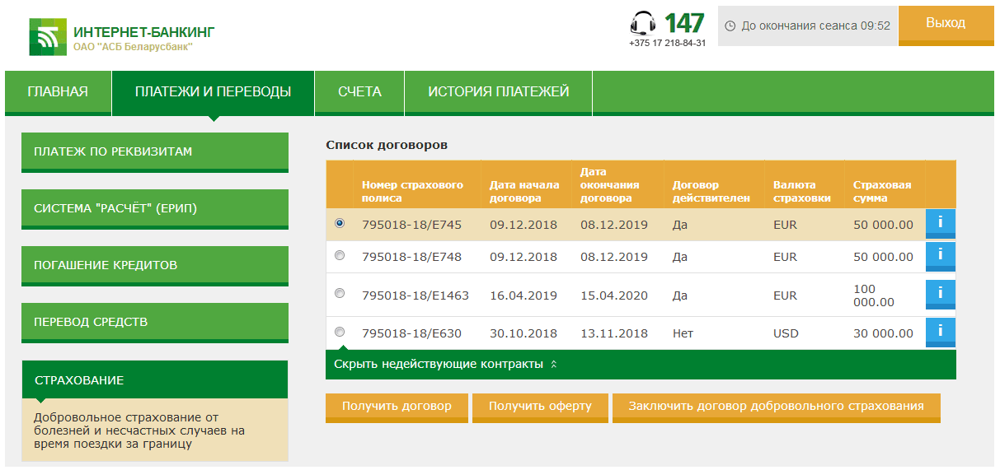 ИНТЕРНЕТ-БАНКИНГ
ОАО "АСБ Беларусбанк"
147
+375 17 218-84-31
До окончания сеанса 09:52
Выход
ГЛАВНАЯ
ПЛАТЕЖИ И ПЕРЕВОДЫ
СЧЕТА
ИСТОРИЯ ПЛАТЕЖЕЙ
ПЛАТЕЖ ПО РЕКВИЗИТАМ
СИСТЕМА "РАСЧЁТ" (ЕРИП)
ПОГАШЕНИЕ КРЕДИТОВ
ПЕРЕВОД СРЕДСТВ
СТРАХОВАНИЕ
Добровольное страхование от
болезней и несчастных случаев на
время поездки за границу
Список договоров
Номер страхового
полиса
Дата начала
договора
Дата
окончания
договора
Договор
действителен
Валюта
страховки
Страховая
сумма
795018-18/E745 09.12.2018 08.12.2019 Да EUR 50 000.00 i
795018-18/E748 09.12.2018 08.12.2019 Да EUR 50 000.00 i
795018-18/E1463 16.04.2019 15.04.2020 Да EUR 100
000.00 i
795018-18/E630 30.10.2018 13.11.2018 Нет USD 30 000.00 i
Скрыть недействующие контракты
Получить договор
Получить оферту
Заключить договор добровольного страхования